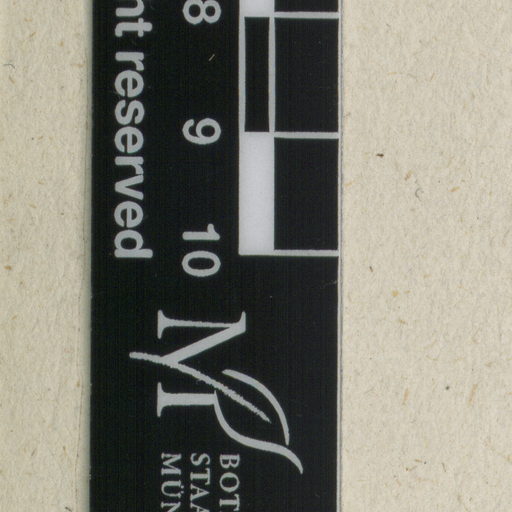 8 9 10
nt reserved
M
BOT
STAA
MÜN